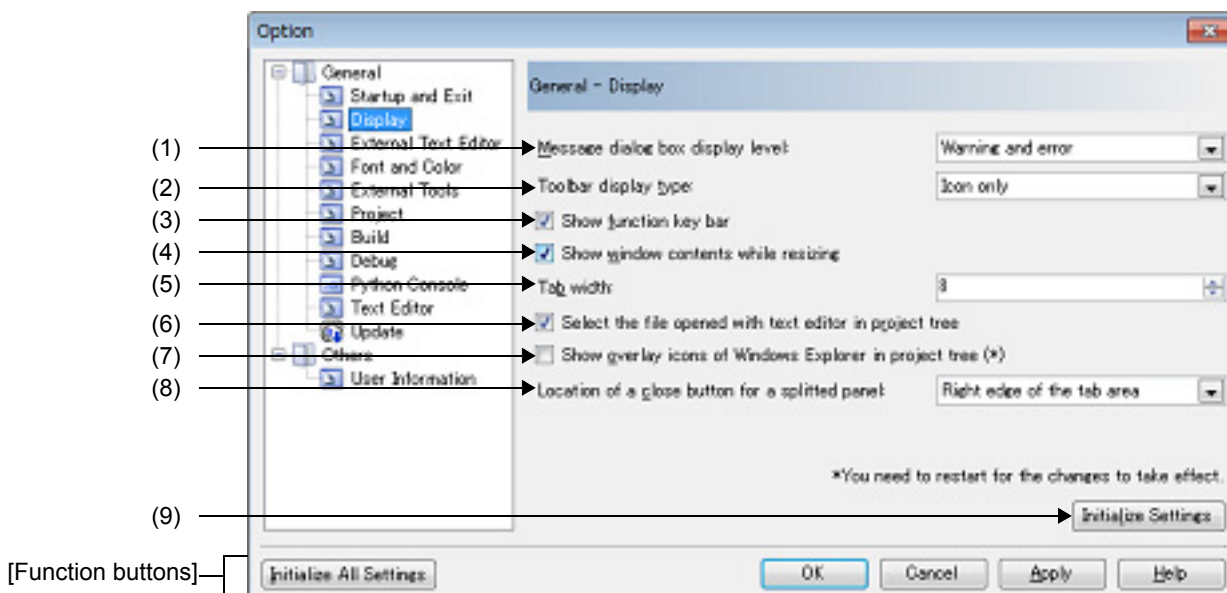 Option
General
Startup and Exit
Display
External Text Editor
Font and Color
External Tools
Project
Build
Debug
Python Console
Text Editor
Update
Others
User Information
General - Display
(1) Message dialog box display level: Warning and error
(2) Toolbar display type: Icon only
(3) Show function key bar
(4) Show window contents while resizing
(5) Tab width: 8
(6) Select the file opened with text editor in project tree
(7) Show overlay icons of Windows Explorer in project tree (*)
(8) Location of a close button for a splitted panel: Right edge of the tab area
*You need to restart for the changes to take effect.
(9) Initialize Settings
[Function buttons] Initialize All Settings OK Cancel Apply Help